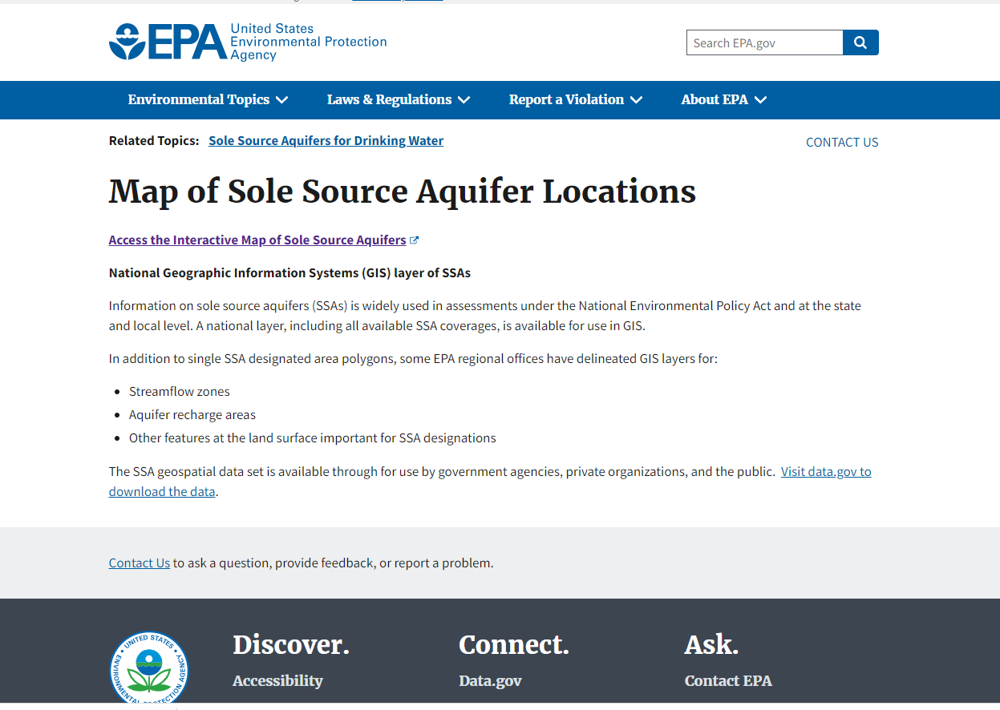 EPA United States
Environmental Protection
Agency
Search EPA.gov
Environmental Topics
Laws & Regulations
Report a Violation
About EPA
Related Topics: Sole Source Aquifers for Drinking Water
CONTACT US
Map of Sole Source Aquifer Locations
Access the Interactive Map of Sole Source Aquifers
National Geographic Information Systems (GIS) layer of SSAs
Information on sole source aquifers (SSAs) is widely used in assessments under the National Environmental Policy Act and at the state
and local level. A national layer, including all available SSA coverages, is available for use in GIS.
In addition to single SSA designated area polygons, some EPA regional offices have delineated GIS layers for:
• Streamflow zones
• Aquifer recharge areas
• Other features at the land surface important for SSA designations
The SSA geospatial data set is available through for use by government agencies, private organizations, and the public. Visit data.gov to
download the data.
Contact Us to ask a question, provide feedback, or report a problem.
UNITED STATES
ENVIRONMENTAL PROTECTION AGENCY
Discover.
Connect.
Ask.
Accessibility
Data.gov
Contact EPA